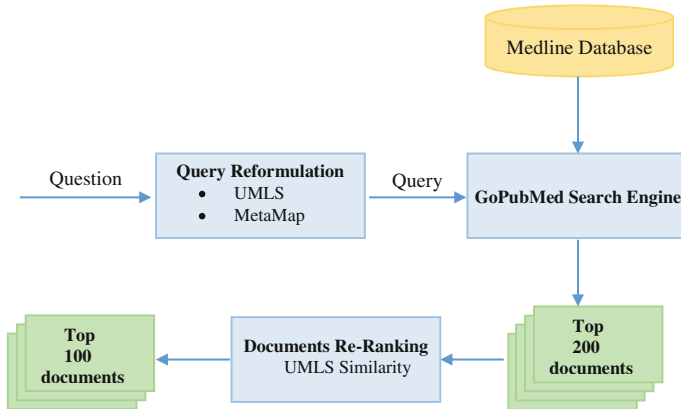 Medline Database
Question
Query Reformulation
• UMLS
• MetaMap
Query
GoPubMed Search Engine
Top
100
documents
Documents Re-Ranking
UMLS Similarity
Top
200
documents